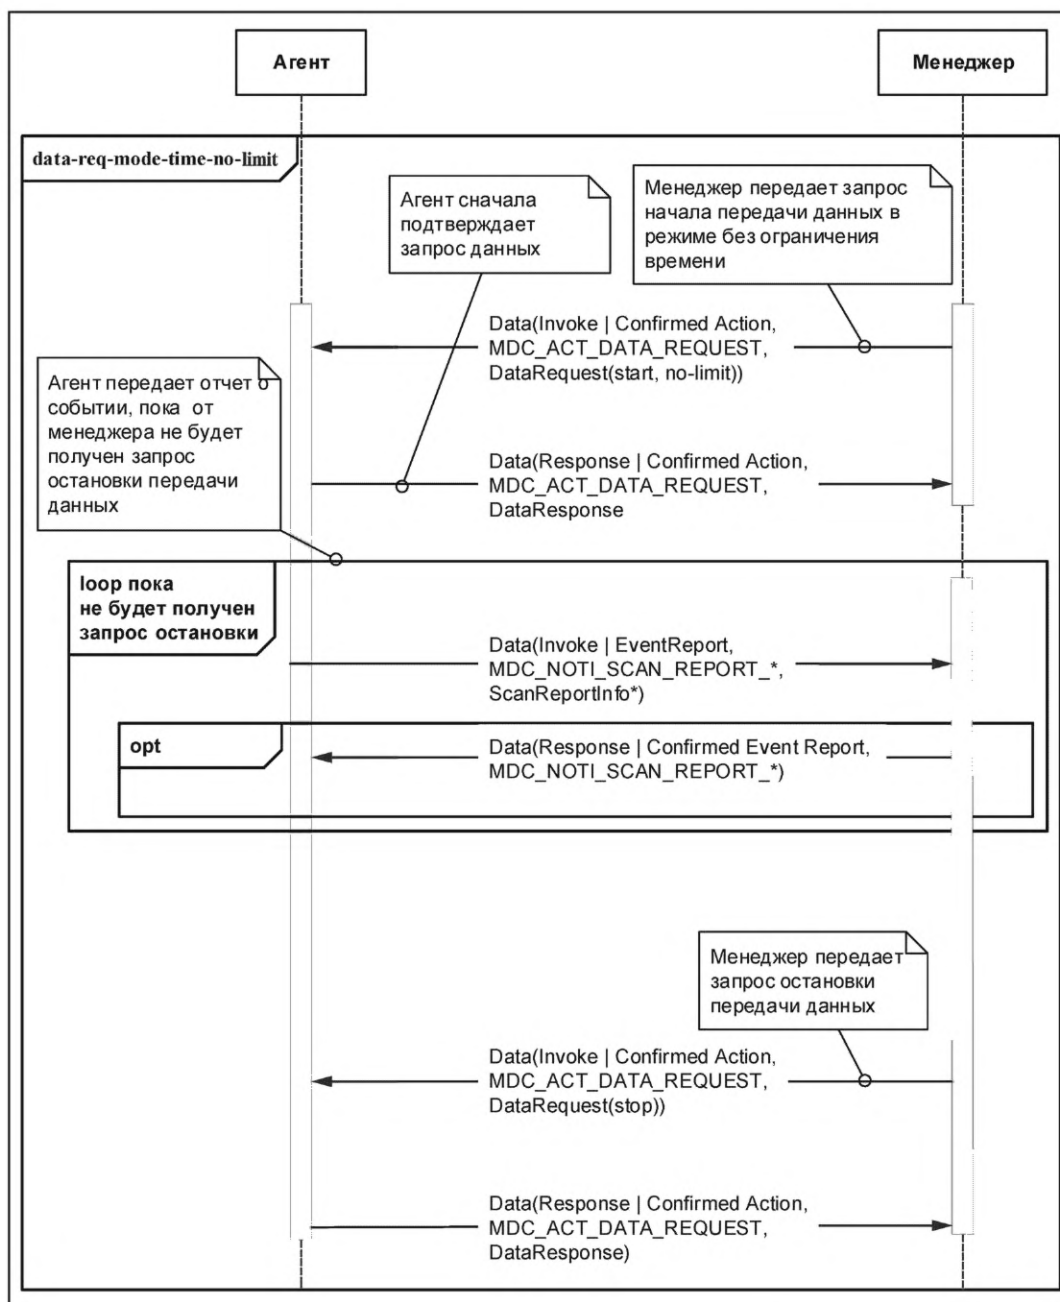 Агент
Менеджер
data-req-mode-time-no-limit
Агент сначала
подтверждает
запрос данных
Менеджер передает запрос
начала передачи данных в
режиме без ограничения
времени
Data(Invoke | Confirmed Action,
MDC_ACT_DATA_REQUEST,
DataRequest(start, no-limit))
Агент передает отчет о
событии, пока от
менеджера не будет
получен запрос
остановки передачи
данных
Data(Response | Confirmed Action,
MDC_ACT_DATA_REQUEST,
DataResponse
loop пока
не будет получен
запрос остановки
Data(Invoke | EventReport,
MDC_NOTI_SCAN_REPORT_*,
ScanReportInfo*)
opt
Data(Response | Confirmed Event Report,
MDC_NOTI_SCAN_REPORT_*)
Менеджер передает
запрос остановки
передачи данных
Data(Invoke | Confirmed Action,
MDC_ACT_DATA_REQUEST,
DataRequest(stop))
Data(Response | Confirmed Action,
MDC_ACT_DATA_REQUEST,
DataResponse)